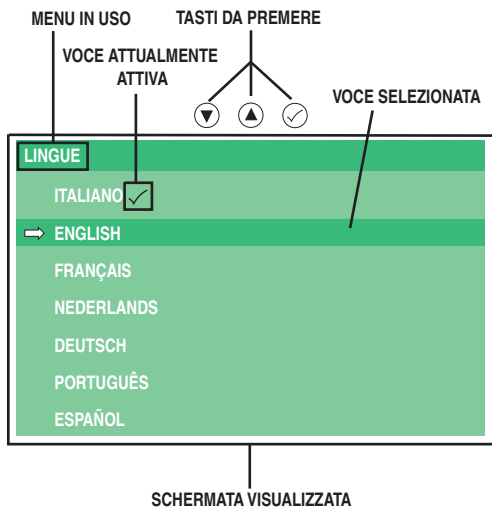 MENU IN USO
TASTI DA PREMERE
VOCE ATTUALMENTE
ATTIVA
VOCE SELEZIONATA
LINGUE
ITALIANO
ENGLISH
FRANÇAIS
NEDERLANDS
DEUTSCH
PORTUGUÊS
ESPAÑOL
SCHERMATA VISUALIZZATA